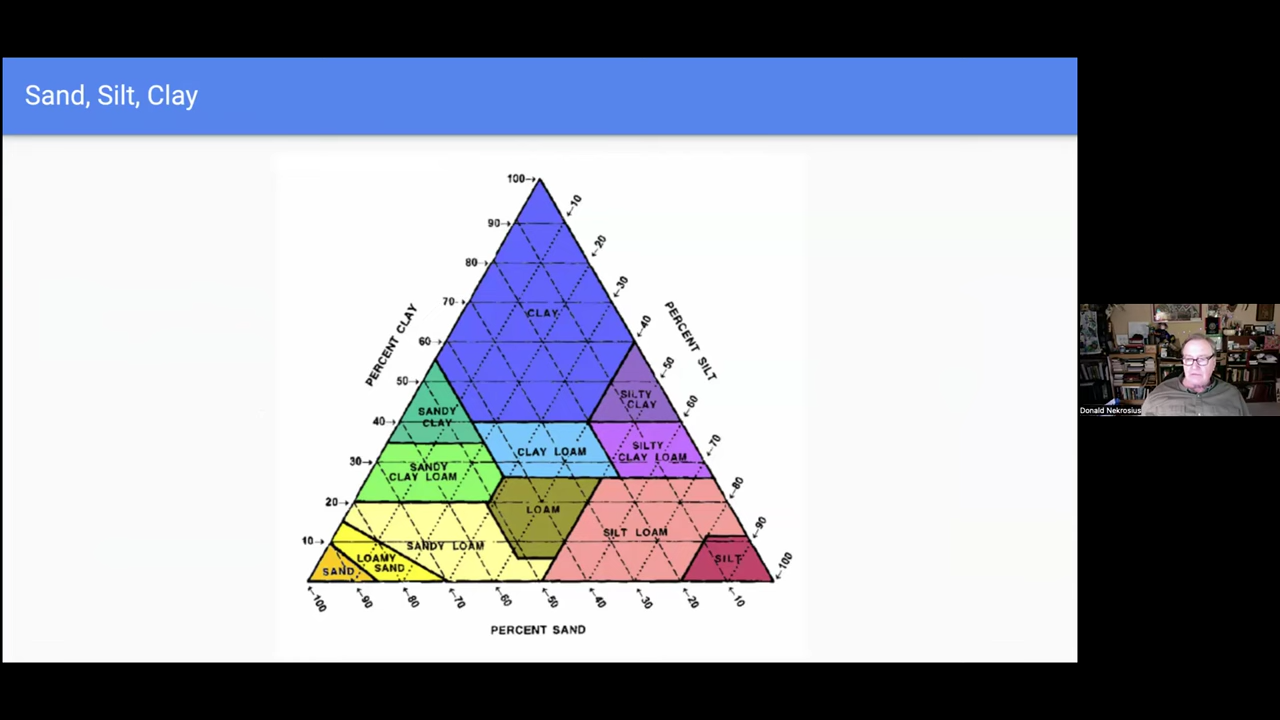 Sand, Silt, Clay
100→
90→
80→
70→
60→
50→
40→
30→
20→
10→
←10
←20
←30
←40
←50
←60
←70
←80
←90
←100
PERCENT CLAY
PERCENT SILT
CLAY
SILTY
CLAY
SANDY
CLAY
CLAY LOAM
SILTY
CLAY LOAM
SANDY
CLAY LOAM
LOAM
SILT LOAM
SANDY LOAM
LOAMY
SAND
SAND
SILT
←100
←90
←80
←70
←60
←50
←40
←30
←20
←10
PERCENT SAND
Donald Nekrosius